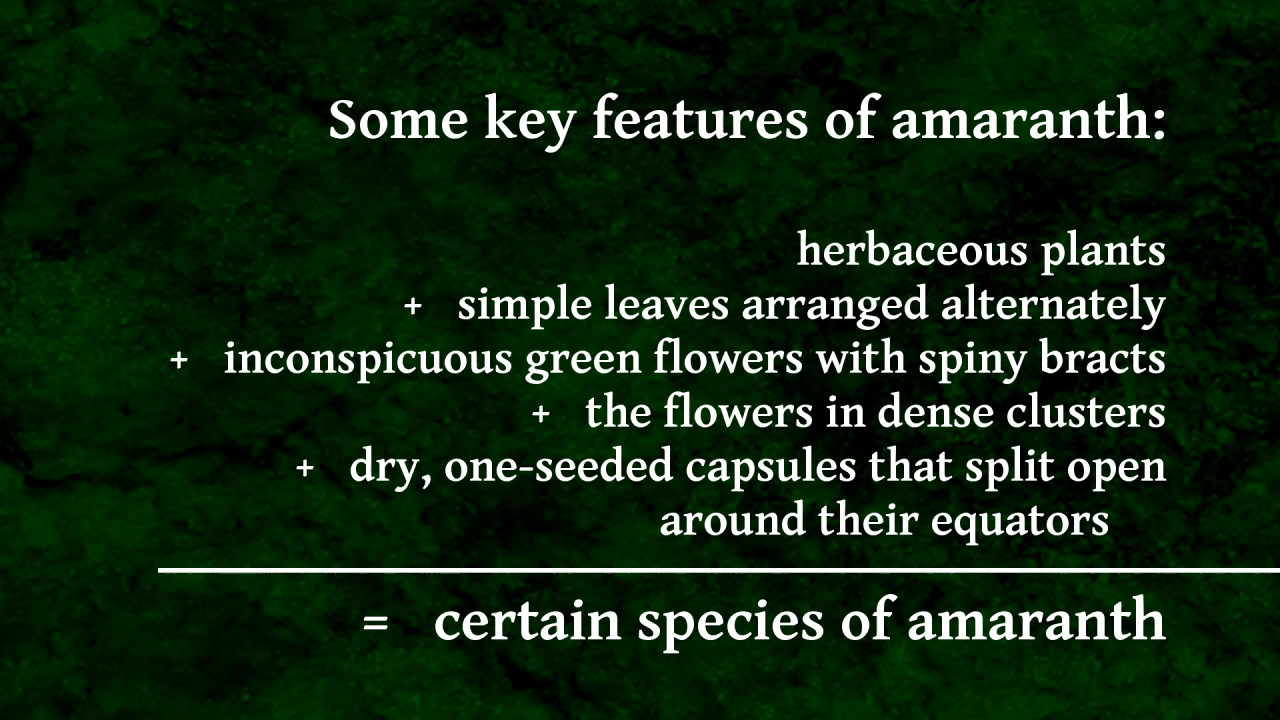 Some key features of amaranth:
herbaceous plants
+ simple leaves arranged alternately
+ inconspicuous green flowers with spiny bracts
+ the flowers in dense clusters
+ dry, one-seeded capsules that split open
around their equators
= certain species of amaranth